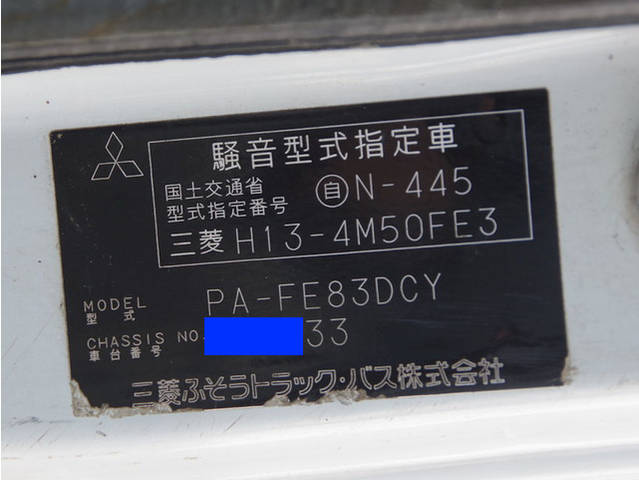 騒音型式指定車
国土交通省
型式指定番号 自N-445
三菱 H13-4M50FE3
MODEL PA-FE83DCY
型式
CHASSIS NO. 33
車台番号
三菱ふそうトラック・バス株式会社